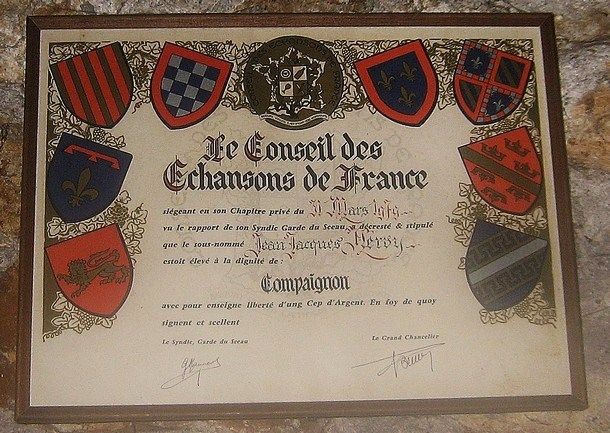 Le Conseil des
Echansons de France
siégeant en son Chapitre privé du 31 Mars 1979
vu le rapport de son Syndic Garde du Sceau, a décresté & stipulé
que le sous-nommé Jean Jacques Hervy
estoit élevé à la dignité de :
Compaignon
avec pour enseigne liberté d'ung Cep d'Argent. En foy de quoy
signent et scellent
Le Syndic, Garde du Sceau
Le Grand Chancelier